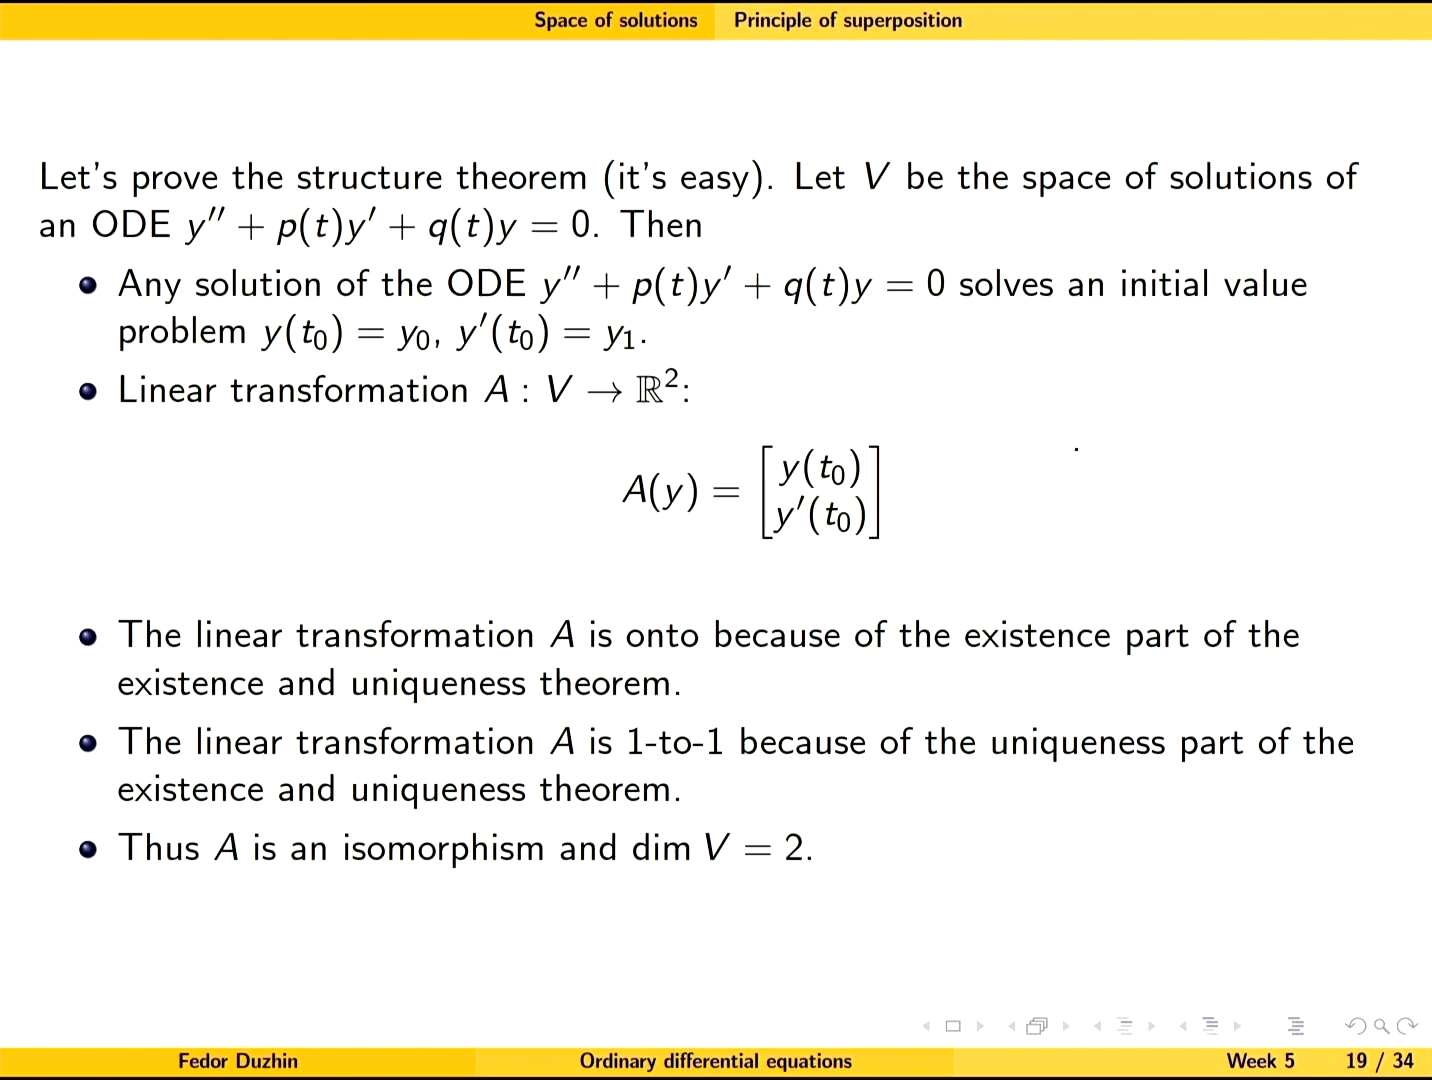 Space of solutions Principle of superposition
Let's prove the structure theorem (it's easy). Let V be the space of solutions of
an ODE y″ + p(t)y′ + q(t)y = 0. Then
• Any solution of the ODE y″ + p(t)y′ + q(t)y = 0 solves an initial value
problem y(t₀) = y₀, y′(t₀) = y₁.
• Linear transformation A : V → ℝ²:
A(y) = [y(t₀)
y′(t₀)]
• The linear transformation A is onto because of the existence part of the
existence and uniqueness theorem.
• The linear transformation A is 1-to-1 because of the uniqueness part of the
existence and uniqueness theorem.
• Thus A is an isomorphism and dim V = 2.
Fedor Duzhin Ordinary differential equations Week 5 19 / 34